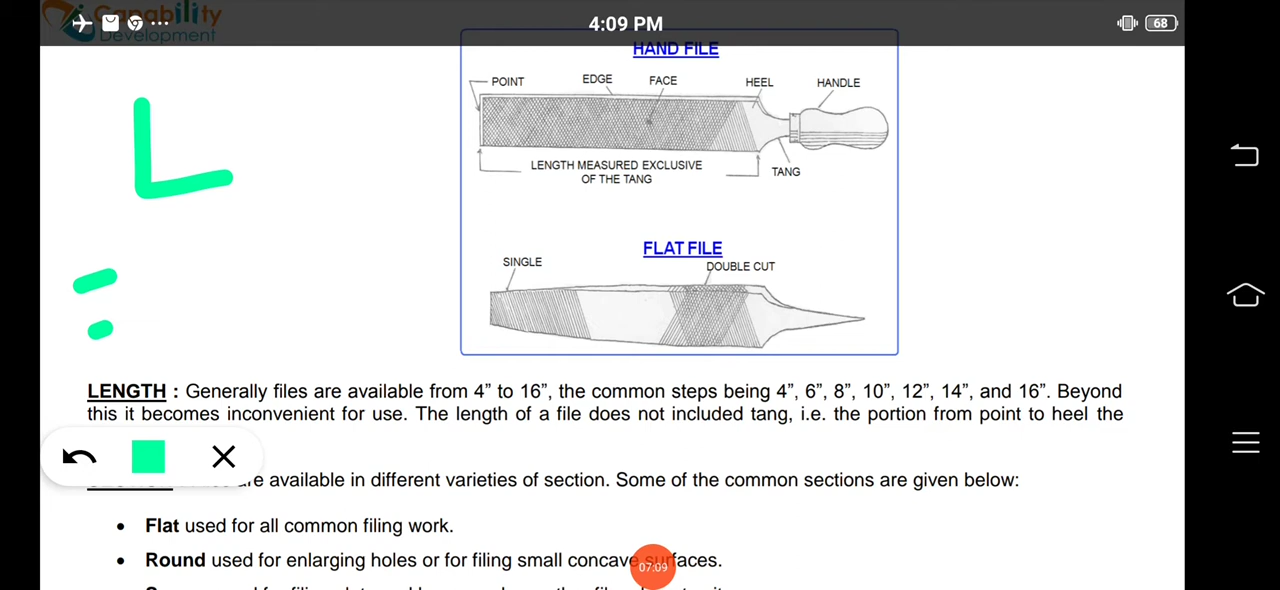 Capability
Development
4:09 PM
68
HAND FILE
POINT
EDGE
FACE
HEEL
HANDLE
LENGTH MEASURED EXCLUSIVE
OF THE TANG
TANG
FLAT FILE
SINGLE
DOUBLE CUT
L
LENGTH : Generally files are available from 4” to 16”, the common steps being 4”, 6”, 8”, 10”, 12”, 14”, and 16”. Beyond
this it becomes inconvenient for use. The length of a file does not included tang, i.e. the portion from point to heel the
are available in different varieties of section. Some of the common sections are given below:
• Flat used for all common filing work.
• Round used for enlarging holes or for filing small concave surfaces.
07:09